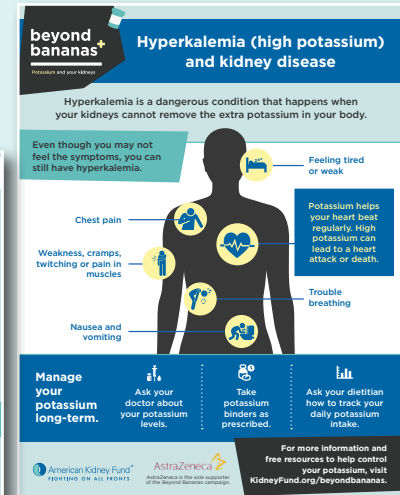 beyond
bananas+
Potassium and your kidneys
Hyperkalemia (high potassium)
and kidney disease
Hyperkalemia is a dangerous condition that happens when
your kidneys cannot remove the extra potassium in your body.
Even though you may not
feel the symptoms, you can
still have hyperkalemia.
Feeling tired
or weak
Chest pain
Potassium helps
your heart beat
regularly. High
potassium can
lead to a heart
attack or death.
Weakness, cramps,
twitching or pain in
muscles
Trouble
breathing
Nausea and
vomiting
Manage
your
potassium
long-term.
Ask your
doctor about
your potassium
levels.
Take
potassium
binders as
prescribed.
Ask your dietitian
how to track your
daily potassium
intake.
American Kidney Fund®
FIGHTING ON ALL FRONTS
AstraZeneca
AstraZeneca is the sole supporter
of the Beyond Bananas campaign.
For more information and
free resources to help control
your potassium, visit
KidneyFund.org/beyondbananas.